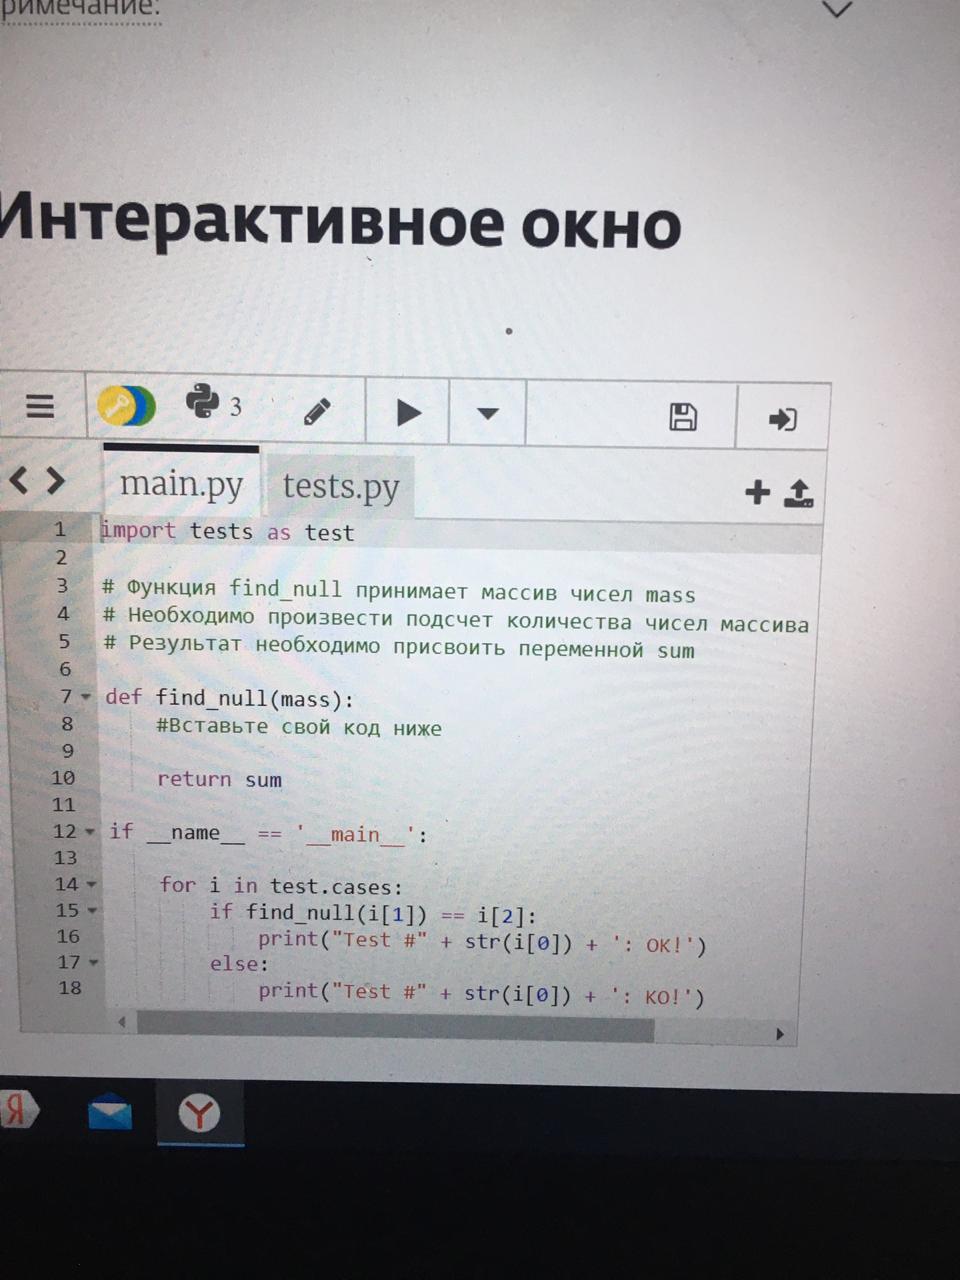 римечание:
Интерактивное окно
3
main.py tests.py
1 import tests as test
2
3 # Функция find_null принимает массив чисел mass
4 # Необходимо произвести подсчет количества чисел массива
5 # Результат необходимо присвоить переменной sum
6
7 def find_null(mass):
8 #Вставьте свой код ниже
9
10 return sum
11
12 if __name__ == '__main__':
13
14 for i in test.cases:
15 if find_null(i[1]) == i[2]:
16 print("Test #" + str(i[0]) + ': OK!')
17 else:
18 print("Test #" + str(i[0]) + ': KO!')
Я
Y